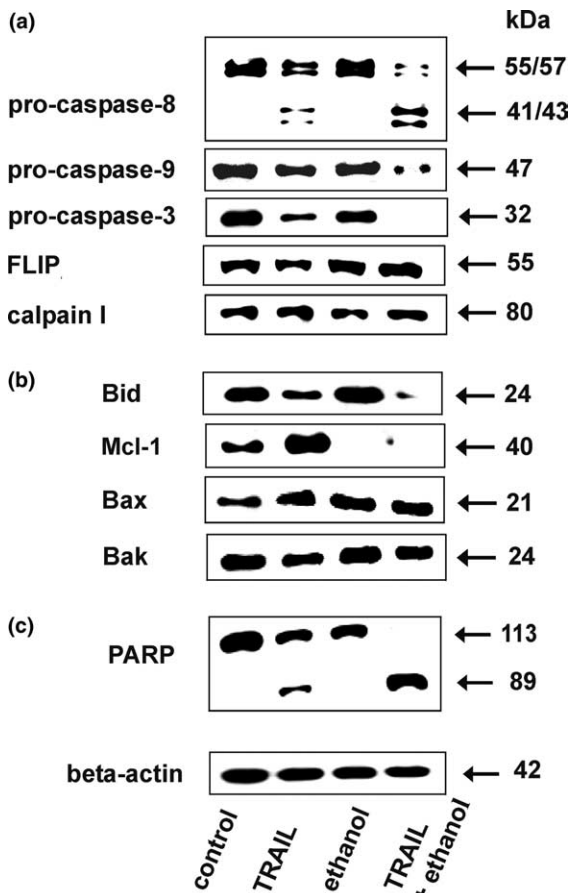 (a)
kDa
55/57
pro-caspase-8
41/43
pro-caspase-9
47
pro-caspase-3
32
FLIP
55
calpain I
80
(b)
Bid
24
Mcl-1
40
Bax
21
Bak
24
(c)
113
PARP
89
beta-actin
42
control
TRAIL
ethanol
TRAIL
ethanol